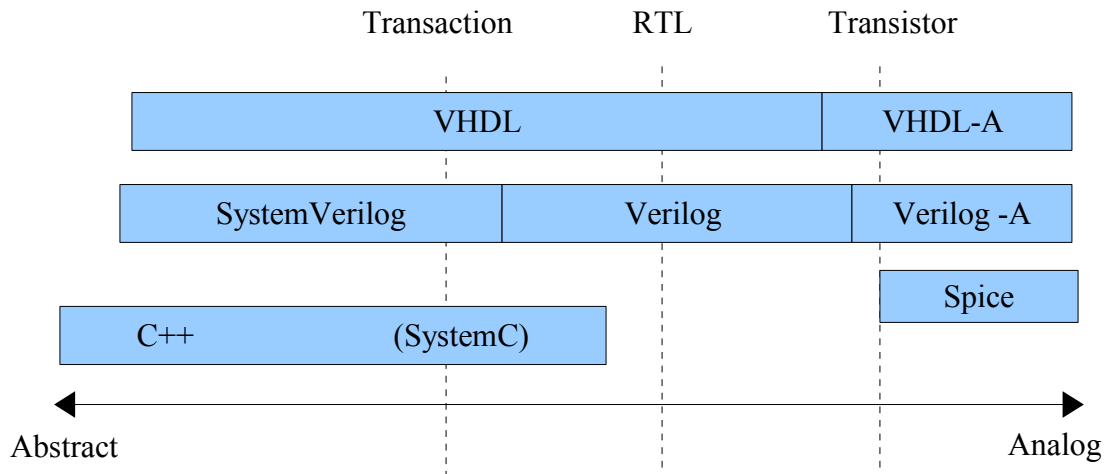 Transaction RTL Transistor
VHDL VHDL-A
SystemVerilog Verilog Verilog -A
Spice
C++ (SystemC)
Abstract Analog